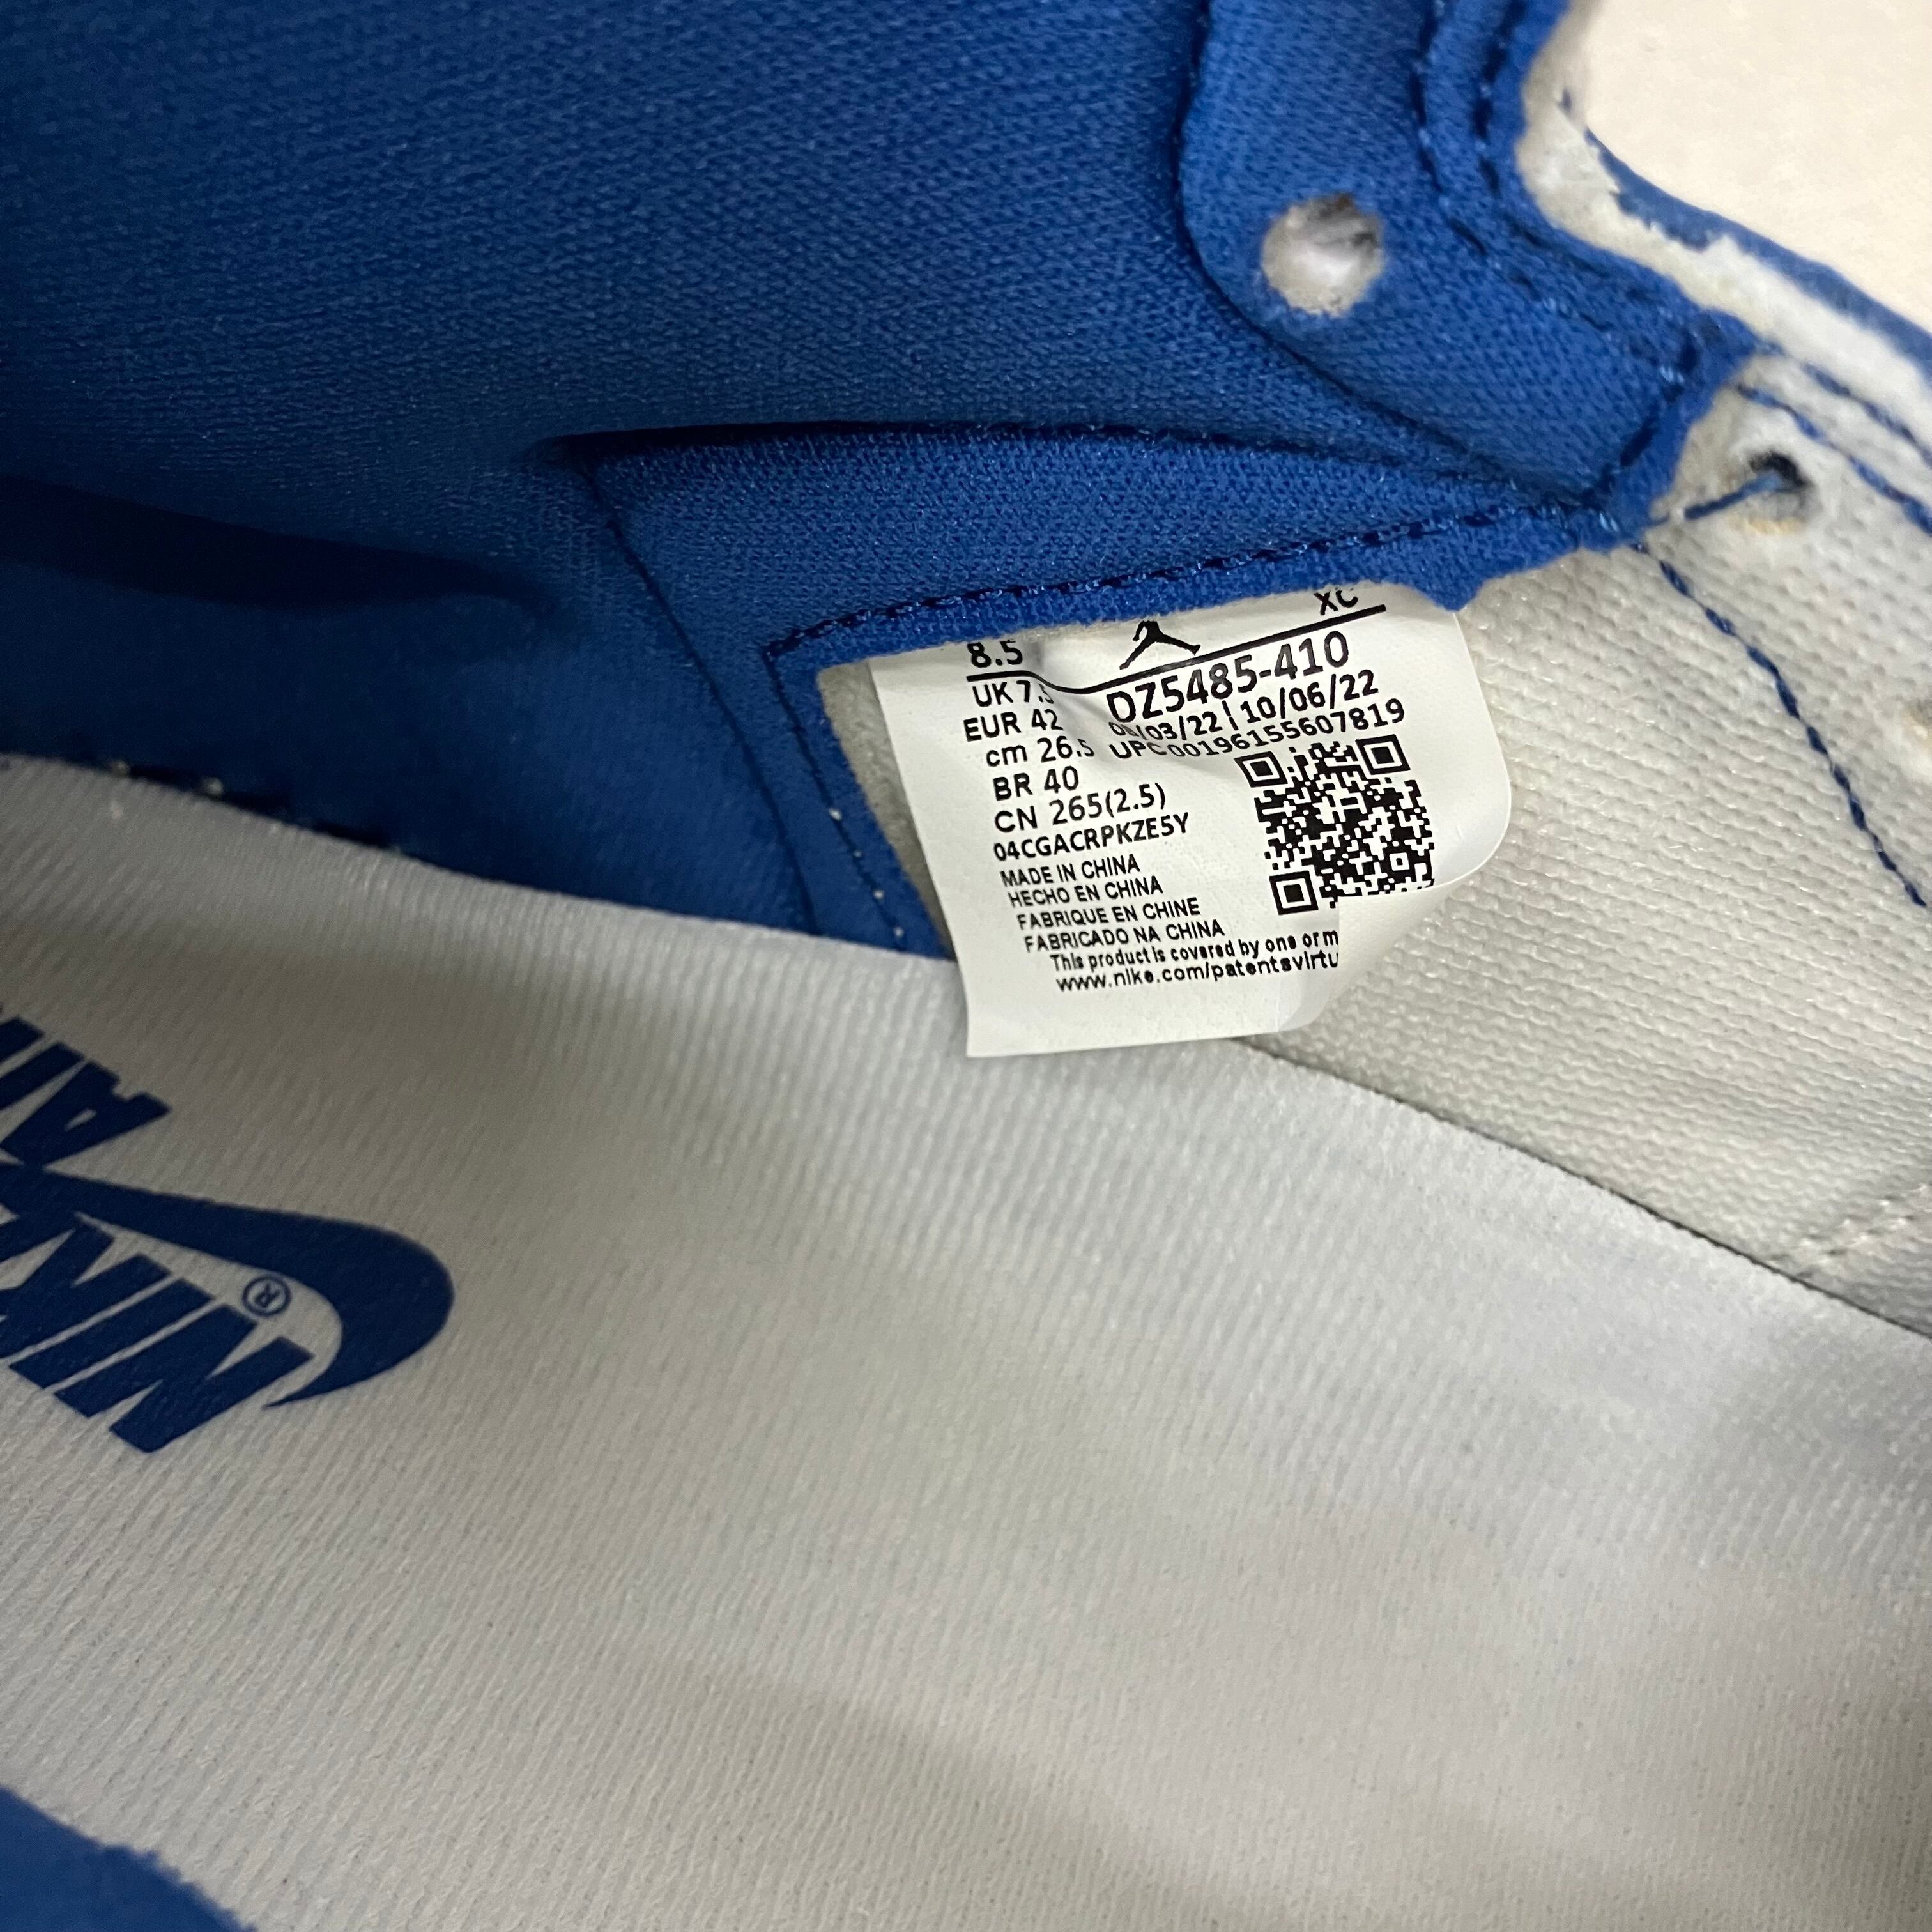 8.5
XC
UK 7.5
DZ5485-410
EUR 42
10/06/22
cm 26.5
UPC 00196155607819
BR 40
CN 265(2.5)
04CGACRPKZE5Y
MADE IN CHINA
HECHO EN CHINA
FABRIQUE EN CHINE
FABRICADO NA CHINA
This product is covered by one or m
www.nike.com/patentsvirtu
NIKE
®